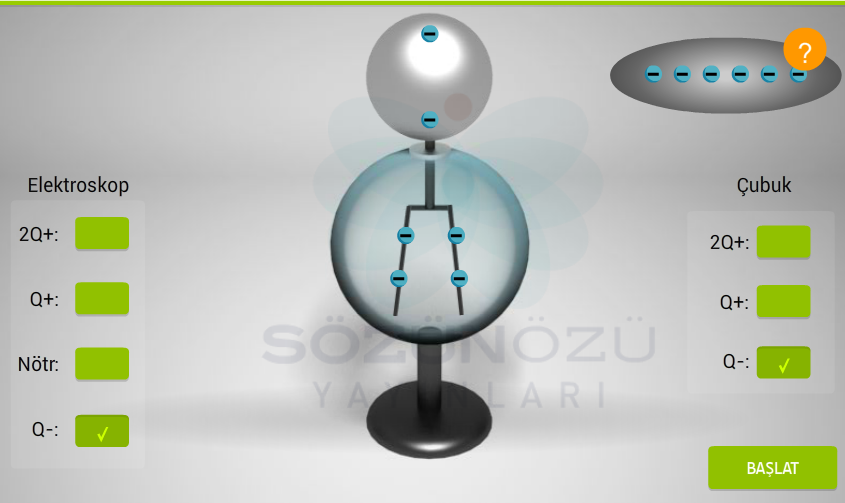 ?
Elektroskop
2Q+:
Q+:
Nötr:
Q-: ✓
Çubuk
2Q+:
Q+:
Q-: ✓
SÖZÜNÖZÜ
YAYINLARI
BAŞLAT